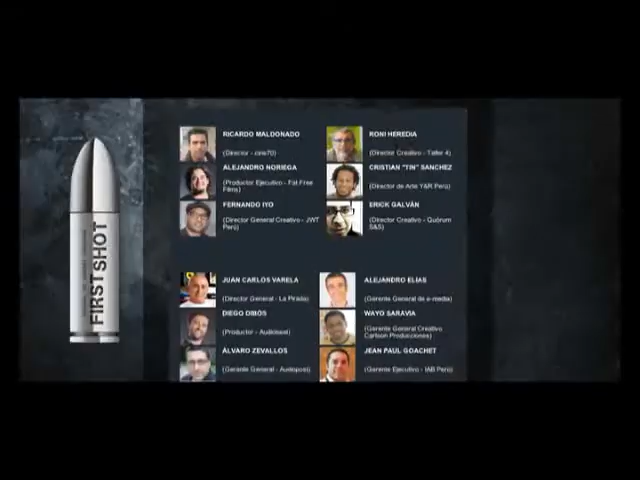 FIRST SHOT
RICARDO MALDONADO
(Director - cine70)
ALEJANDRO NORIEGA
(Productor Ejecutivo - Fat Free
Films)
FERNANDO IYO
(Director General Creativo - JWT
Perú)
RONI HEREDIA
(Director Creativo - Taller 4)
CRISTIAN "TIN" SANCHEZ
(Director de Arte Y&R Perú)
ERICK GALVÁN
(Director Creativo - Quórum
S&S)
JUAN CARLOS VARELA
(Director General - La Pirada)
DIEGO DIBÓS
(Productor - Audiopost)
ÁLVARO ZEVALLOS
(Gerente General - Audiopost)
ALEJANDRO ELIAS
(Gerente General de e-media)
WAYO SARAVIA
(Gerente General Creativo
Cartoon Producciones)
JEAN PAUL GOACHET
(Gerente Ejecutivo - IAB Perú)